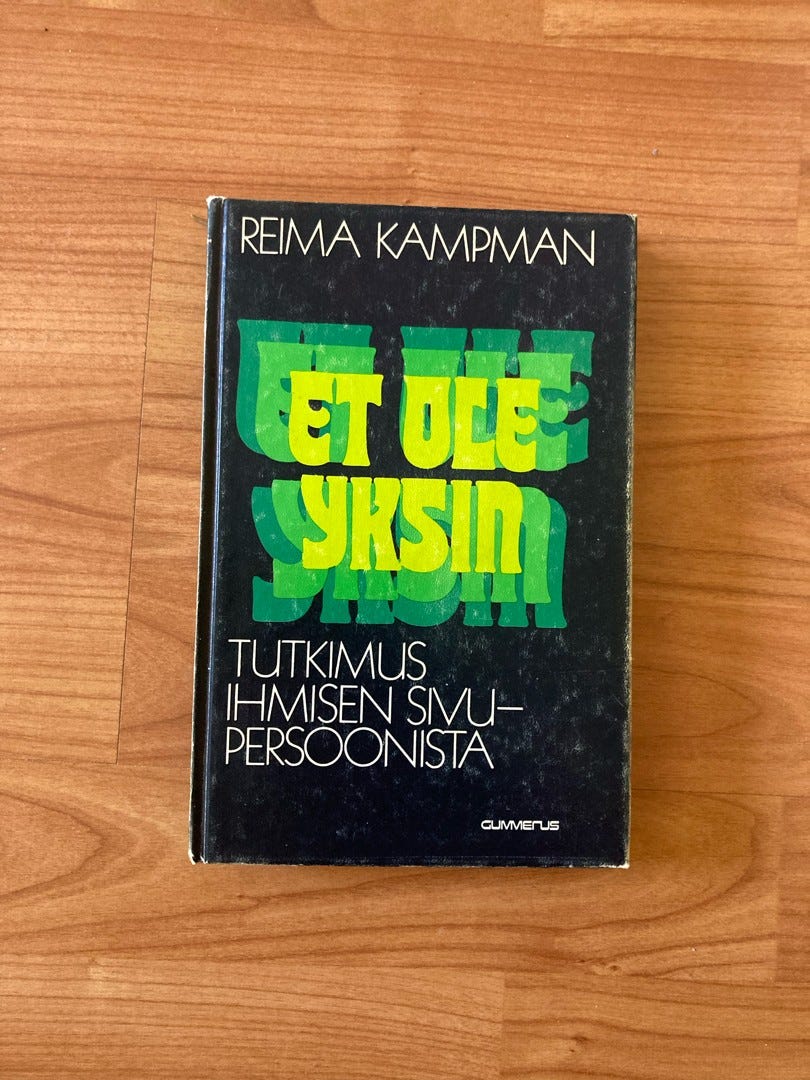 REIMA KAMPMAN
ET OLE
YKSIN
TUTKIMUS
IHMISEN SIVU-
PERSOONISTA
GUMMERUS